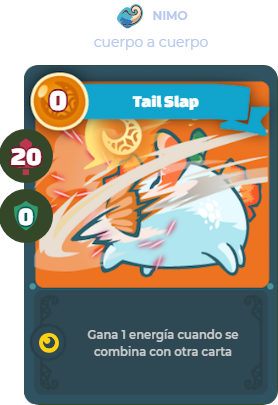 NIMO
cuerpo a cuerpo
0
Tail Slap
20
0
Gana 1 energía cuando se
combina con otra carta